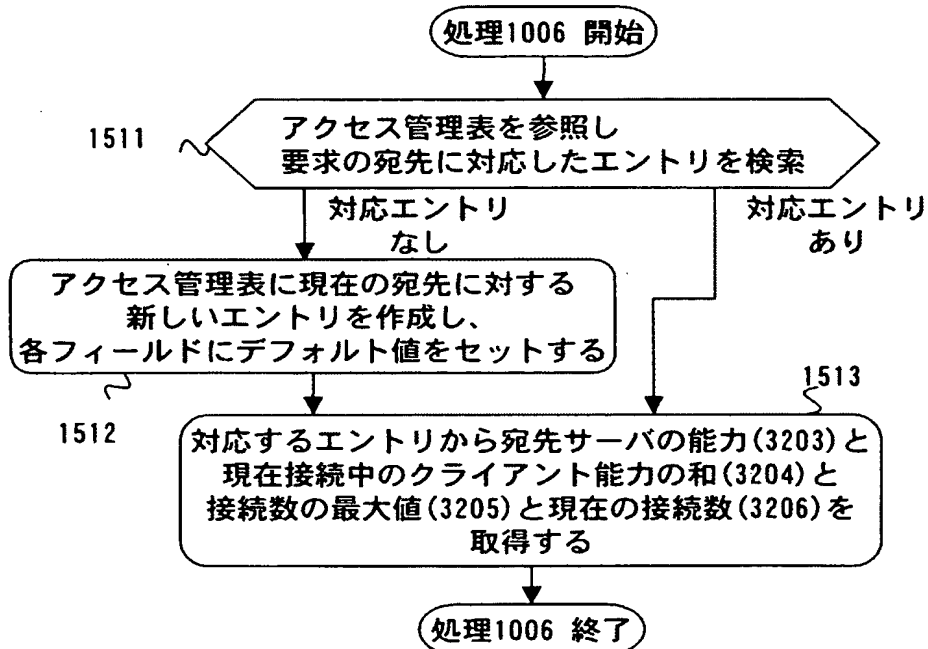 処理1006 開始
1511
アクセス管理表を参照し
要求の宛先に対応したエントリを検索
対応エントリ
なし
対応エントリ
あり
アクセス管理表に現在の宛先に対する
新しいエントリを作成し、
各フィールドにデフォルト値をセットする
1512
1513
対応するエントリから宛先サーバの能力(3203)と
現在接続中のクライアント能力の和(3204)と
接続数の最大値(3205)と現在の接続数(3206)を
取得する
処理1006 終了